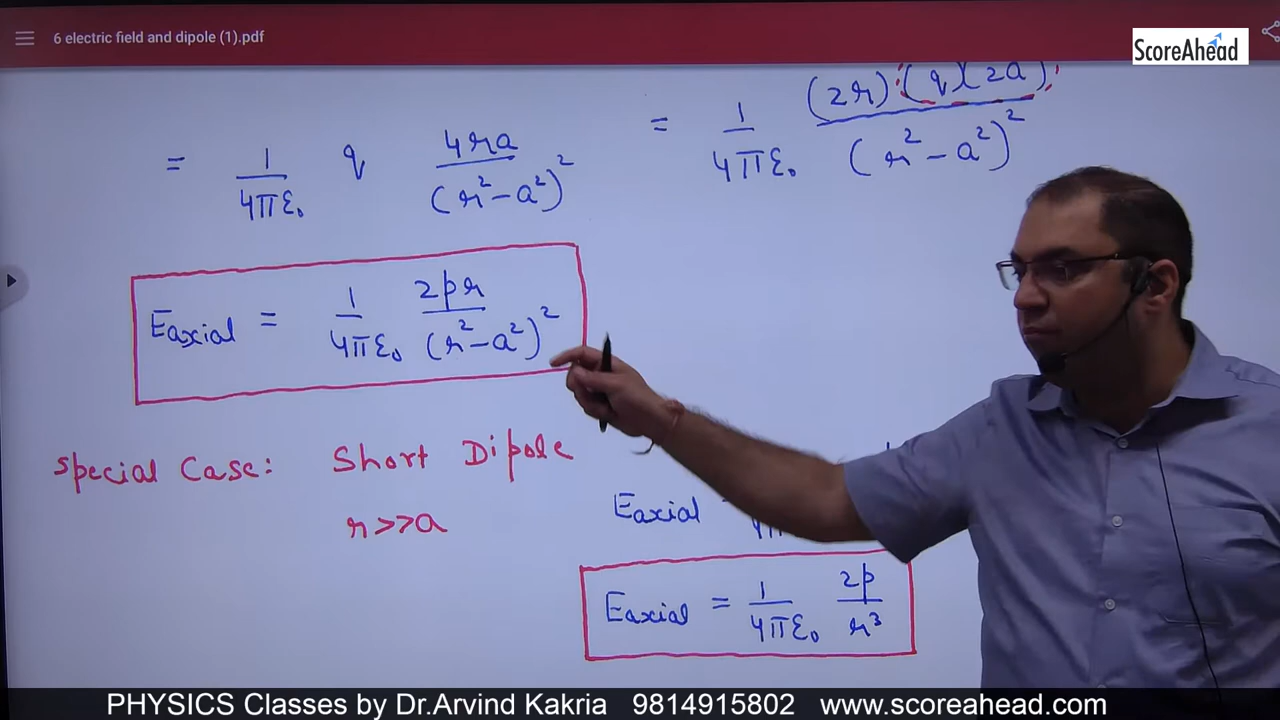 6 electric field and dipole (1).pdf
ScoreAhead
= 1/4πε₀ q 4ra/(r² – a²)²
= 1/4πε₀ (2r) (q)(2a)/(r² – a²)²
Eaxial = 1/4πε₀ 2pr/(r² – a²)²
Special Case: Short Dipole
r>>a
Eaxial
Eaxial = 1/4πε₀ 2p/r³
PHYSICS Classes by Dr.Arvind Kakria 9814915802 www.scoreahead.com